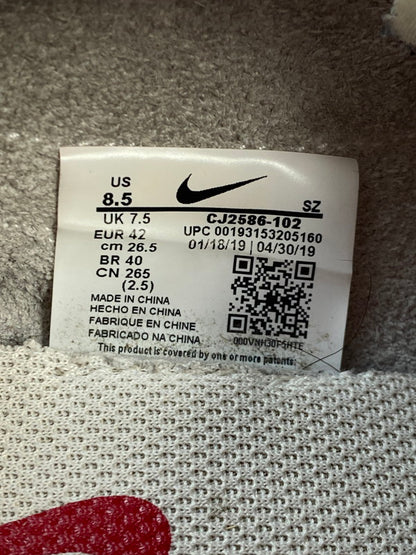 US
8.5 SZ
UK 7.5 CJ2586-102
EUR 42 UPC 00193153205160
cm 26.5 01/18/19 | 04/30/19
BR 40
CN 265
(2.5)
MADE IN CHINA
HECHO EN CHINA
FABRIQUE EN CHINE
FABRICADO NA CHINA
000VNH30F5HTE
This product is covered by one or more patents.